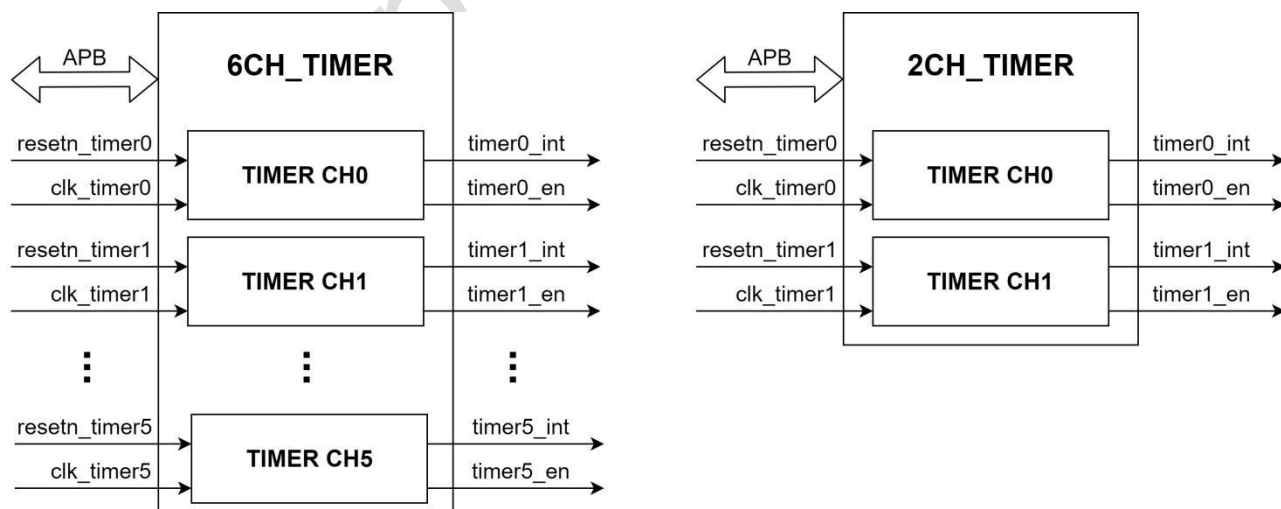 APB
6CH_TIMER
resetn_timer0
timer0_int
TIMER CH0
clk_timer0
timer0_en
resetn_timer1
timer1_int
TIMER CH1
clk_timer1
timer1_en
resetn_timer5
timer5_int
TIMER CH5
clk_timer5
timer5_en
APB
2CH_TIMER
resetn_timer0
timer0_int
TIMER CH0
clk_timer0
timer0_en
resetn_timer1
timer1_int
TIMER CH1
clk_timer1
timer1_en